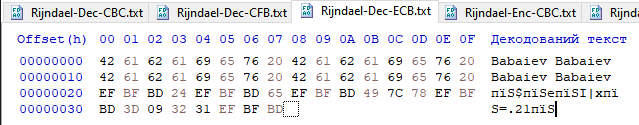 Rijndael-Dec-CBC.txt Rijndael-Dec-CFB.txt Rijndael-Dec-ECB.txt Rijndael-Enc-CBC.txt Rijndael-
Offset(h) 00 01 02 03 04 05 06 07 08 09 0A 0B 0C 0D 0E 0F Декодований текст
00000000 42 61 62 61 69 65 76 20 42 61 62 61 69 65 76 20 Babaiev Babaiev
00000010 42 61 62 61 69 65 76 20 42 61 62 61 69 65 76 20 Babaiev Babaiev
00000020 EF BF BD 24 EF BF BD 65 EF BF BD 49 7C 78 EF BF пїЅ$пїЅeпїЅI|xпї
00000030 BD 3D 09 32 31 EF BF BD Ѕ=.21пїЅ